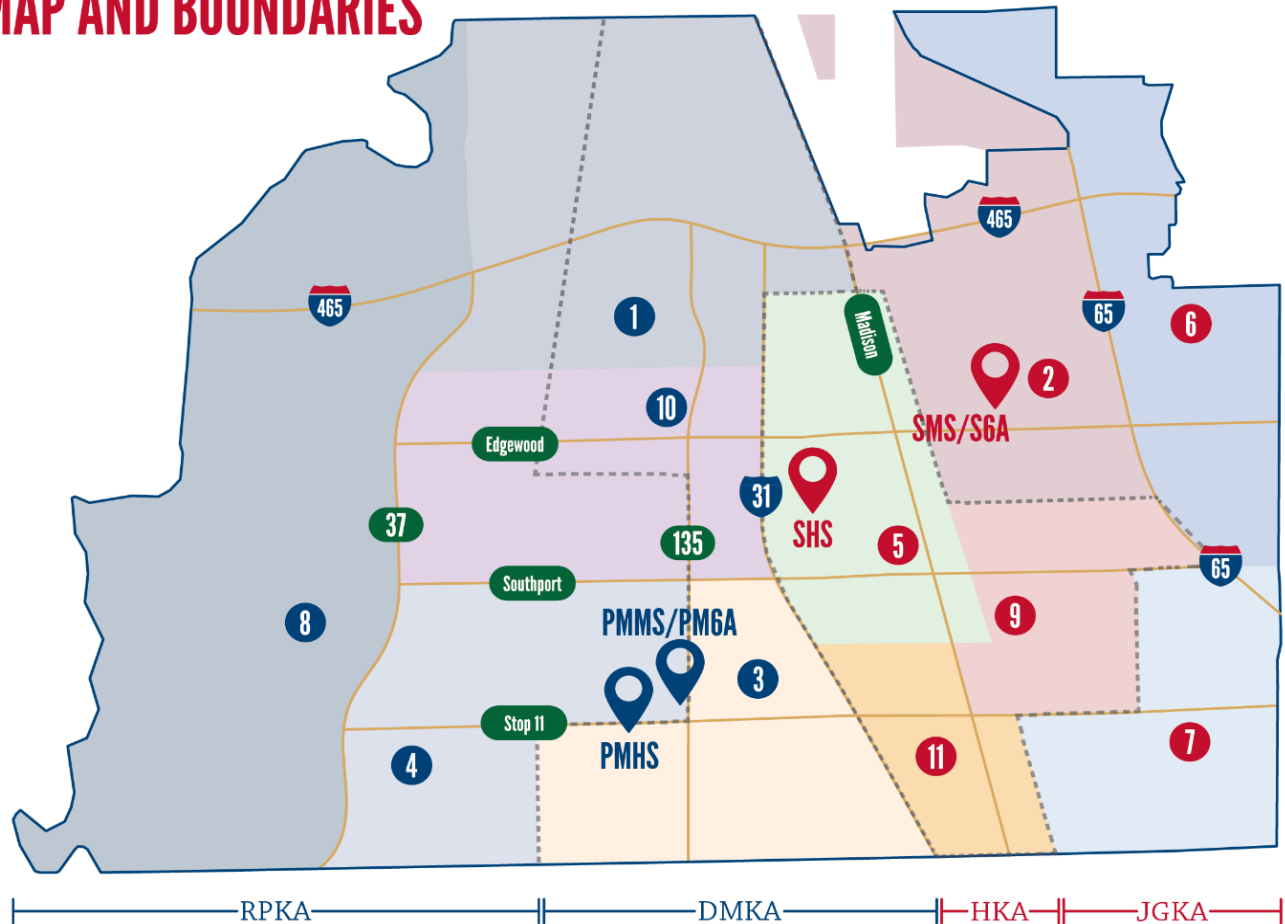 MAP AND BOUNDARIES
465
465
1
Madison
65
6
2
10
SMS/S6A
Edgewood
31
37
135
SHS
5
65
Southport
8
PMMS/PM6A
9
3
Stop 11
PMHS
4
11
7
RPKA
DMKA
HKA
JGKA